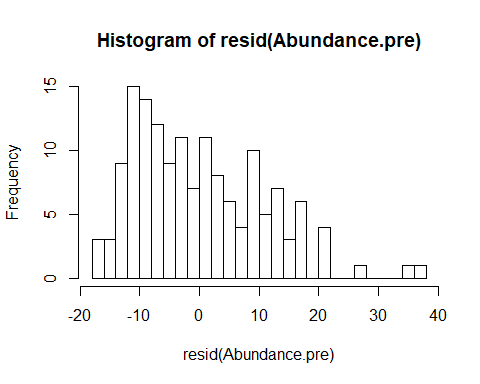 Histogram of resid(Abundance.pre)
Frequency
15
10
5
0
-20 -10 0 10 20 30 40
resid(Abundance.pre)